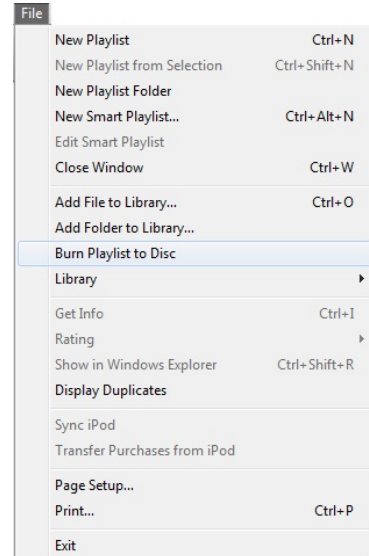 File
New Playlist Ctrl+N
New Playlist from Selection Ctrl+Shift+N
New Playlist Folder
New Smart Playlist... Ctrl+Alt+N
Edit Smart Playlist
Close Window Ctrl+W
Add File to Library... Ctrl+O
Add Folder to Library...
Burn Playlist to Disc
Library
Get Info Ctrl+I
Rating
Show in Windows Explorer Ctrl+Shift+R
Display Duplicates
Sync iPod
Transfer Purchases from iPod
Page Setup...
Print... Ctrl+P
Exit